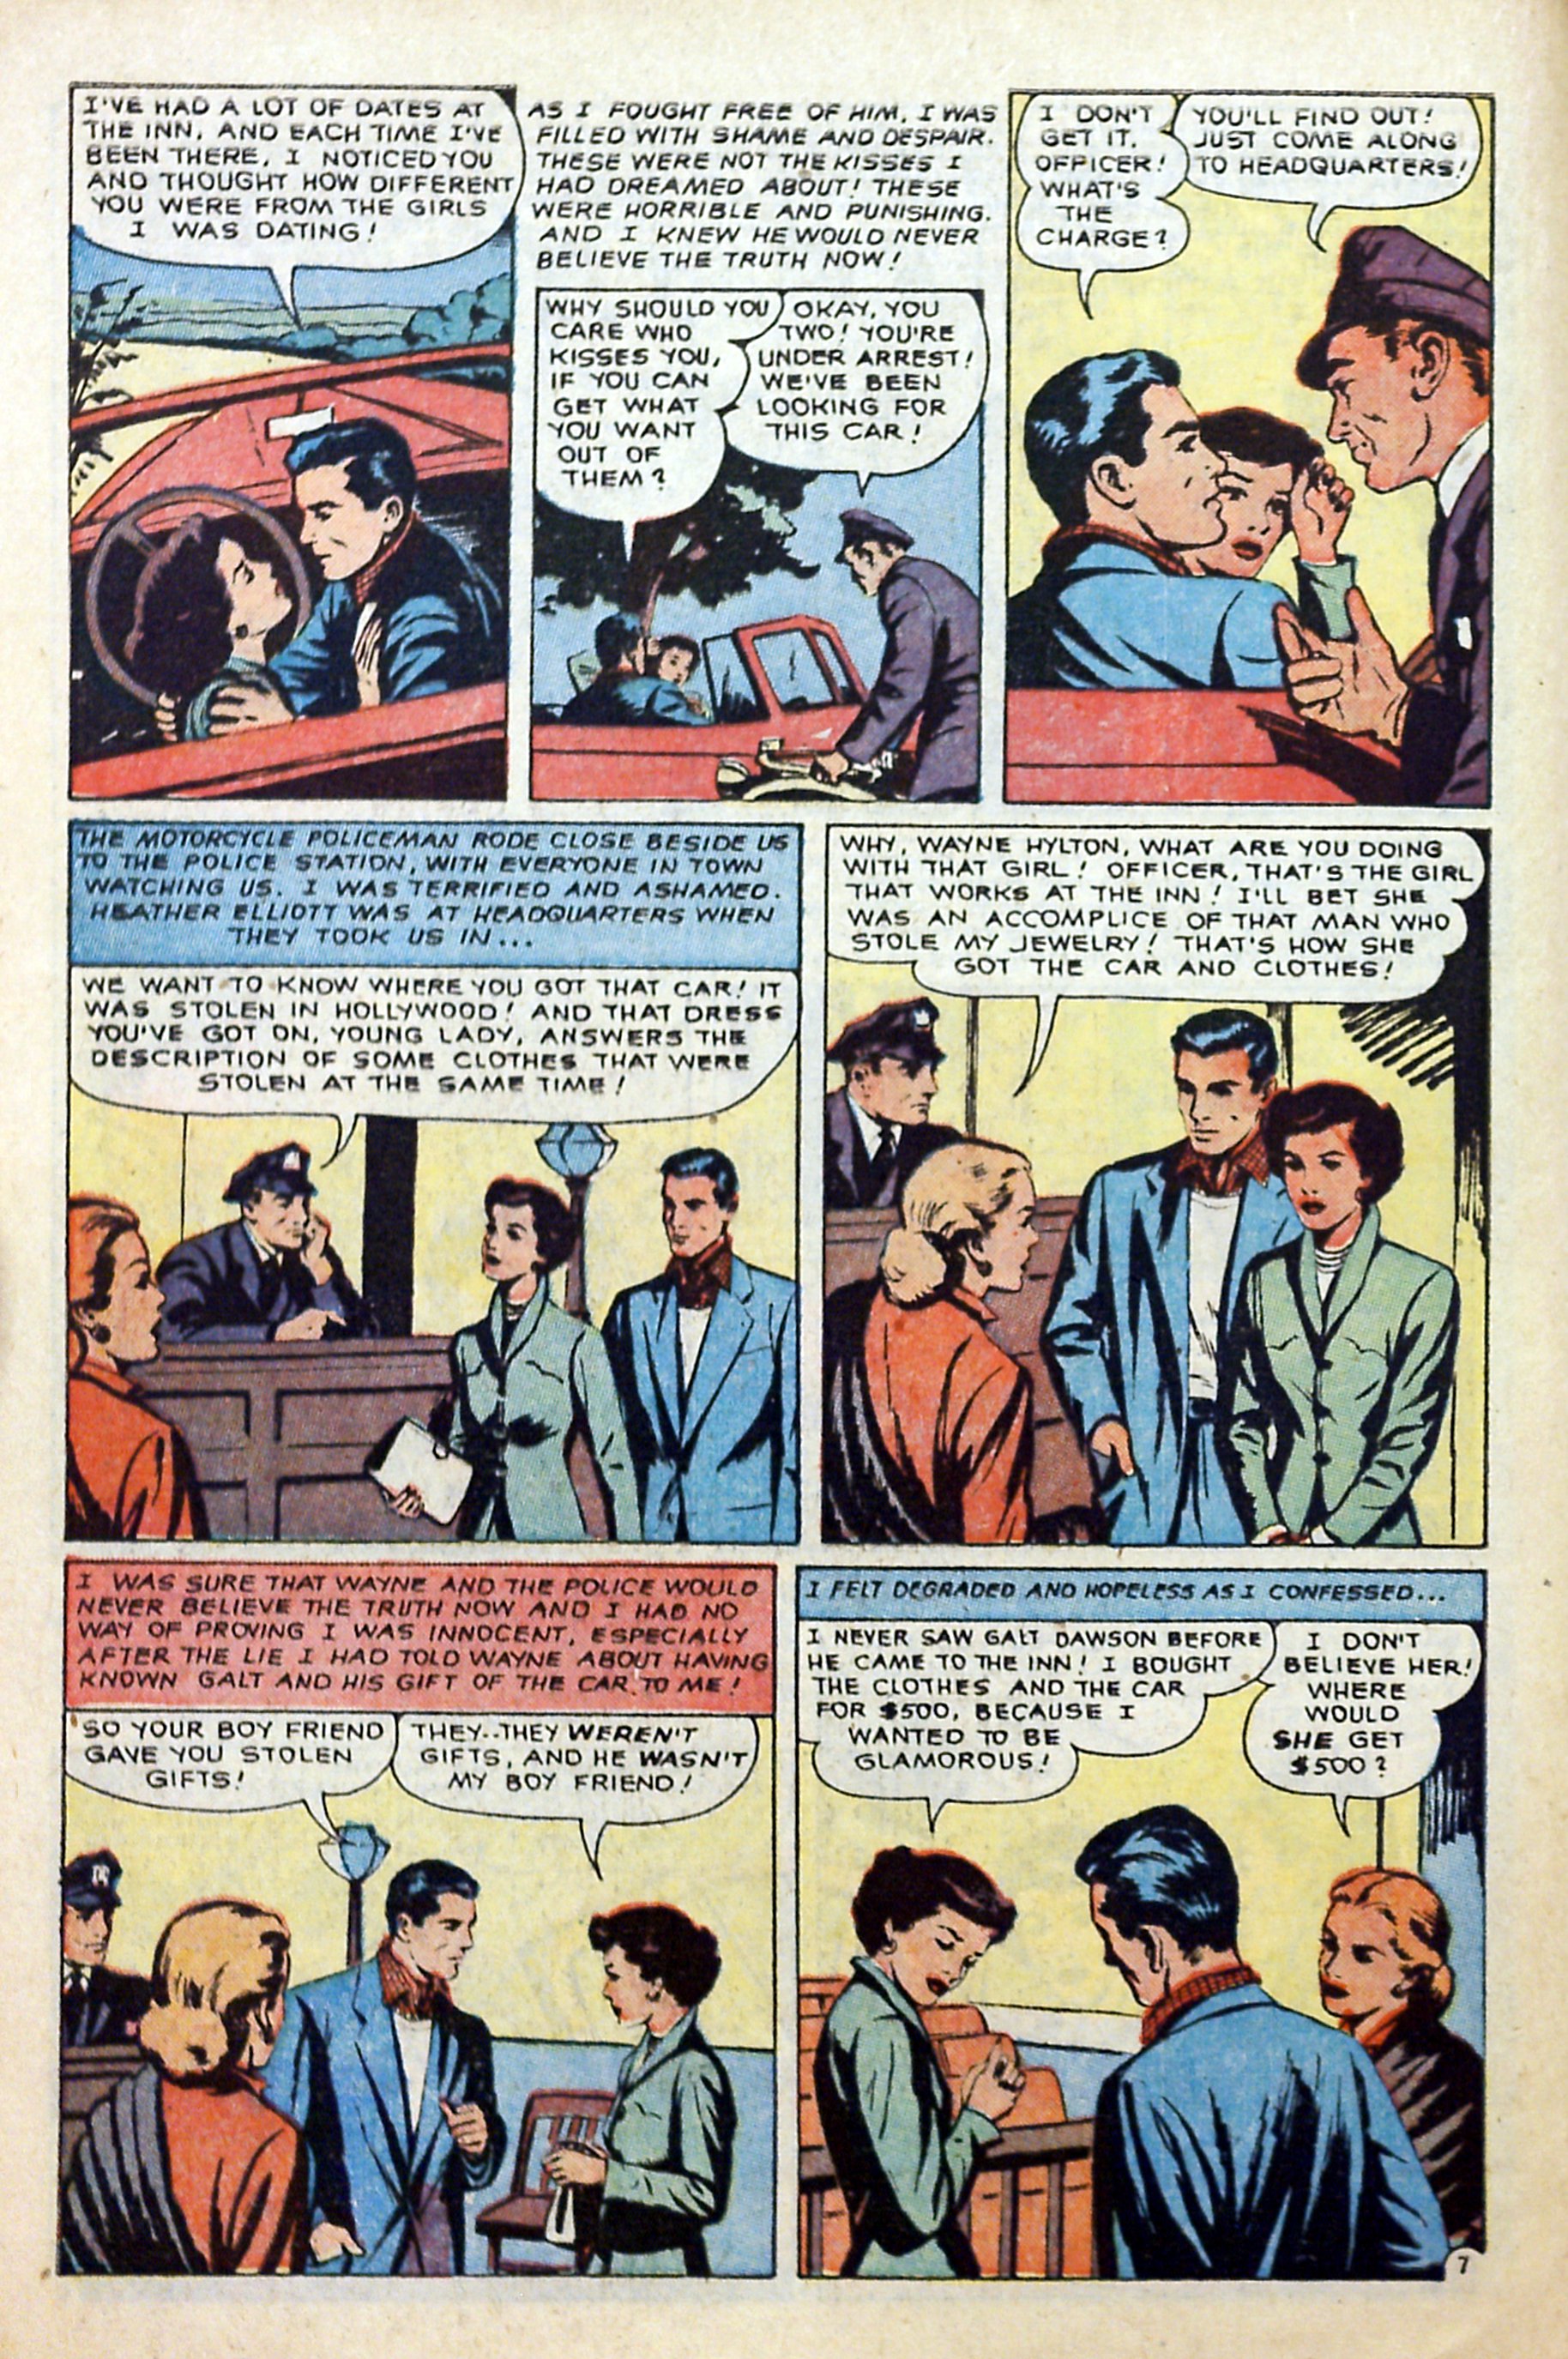 I'VE HAD A LOT OF DATES AT
THE INN, AND EACH TIME I'VE
BEEN THERE, I NOTICED YOU
AND THOUGHT HOW DIFFERENT
YOU WERE FROM THE GIRLS
I WAS DATING!
AS I FOUGHT FREE OF HIM, I WAS
FILLED WITH SHAME AND DESPAIR.
THESE WERE NOT THE KISSES I
HAD DREAMED ABOUT! THESE
WERE HORRIBLE AND PUNISHING.
AND I KNEW HE WOULD NEVER
BELIEVE THE TRUTH NOW!
WHY SHOULD YOU
CARE WHO
KISSES YOU,
IF YOU CAN
GET WHAT
YOU WANT
OUT OF
THEM?
OKAY, YOU
TWO! YOU'RE
UNDER ARREST!
WE'VE BEEN
LOOKING FOR
THIS CAR!
I DON'T
GET IT,
OFFICER!
WHAT'S
THE
CHARGE?
YOU'LL FIND OUT!
JUST COME ALONG
TO HEADQUARTERS!
THE MOTORCYCLE POLICEMAN RODE CLOSE BESIDE US
TO THE POLICE STATION, WITH EVERYONE IN TOWN
WATCHING US. I WAS TERRIFIED AND ASHAMED.
HEATHER ELLIOTT WAS AT HEADQUARTERS WHEN
THEY TOOK US IN...
WE WANT TO KNOW WHERE YOU GOT THAT CAR! IT
WAS STOLEN IN HOLLYWOOD! AND THAT DRESS
YOU'VE GOT ON, YOUNG LADY, ANSWERS THE
DESCRIPTION OF SOME CLOTHES THAT WERE
STOLEN AT THE SAME TIME!
WHY, WAYNE HYLTON, WHAT ARE YOU DOING
WITH THAT GIRL! OFFICER, THAT'S THE GIRL
THAT WORKS AT THE INN! I'LL BET SHE
WAS AN ACCOMPLICE OF THAT MAN WHO
STOLE MY JEWELRY! THAT'S HOW SHE
GOT THE CAR AND CLOTHES!
I WAS SURE THAT WAYNE AND THE POLICE WOULD
NEVER BELIEVE THE TRUTH NOW AND I HAD NO
WAY OF PROVING I WAS INNOCENT, ESPECIALLY
AFTER THE LIE I HAD TOLD WAYNE ABOUT HAVING
KNOWN GALT AND HIS GIFT OF THE CAR TO ME!
SO YOUR BOY FRIEND
GAVE YOU STOLEN
GIFTS!
THEY..THEY WEREN'T
GIFTS, AND HE WASN'T
MY BOY FRIEND!
I FELT DEGRADED AND HOPELESS AS I CONFESSED...
I NEVER SAW GALT DAWSON BEFORE
HE CAME TO THE INN! I BOUGHT
THE CLOTHES AND THE CAR
FOR $500, BECAUSE I
WANTED TO BE
GLAMOROUS!
I DON'T
BELIEVE HER!
WHERE
WOULD
SHE GET
$500?
7